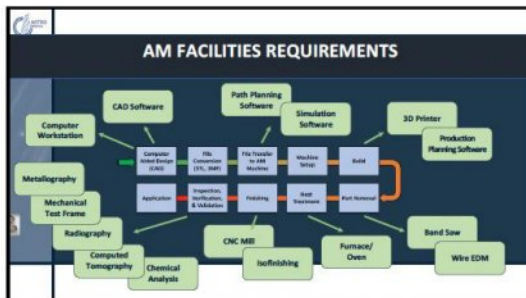 AM FACILITIES REQUIREMENTS
Path Planning
Software
CAD Software
Simulation
Software
3D Printer
Computer
Workstation
Production
Planning Software
Computer
Aided Design
(CAD)
File
Conversion
(STL, 3MF)
File Transfer
to AM
Machine
Machine
Setup
Build
Metallography
Application
Inspection,
Verification,
& Validation
Finishing
Heat
Treatment
Part Removal
Mechanical
Test Frame
Radiography
CNC Mill
Band Saw
Computed
Tomography
Furnace/
Oven
Isofinishing
Wire EDM
Chemical
Analysis